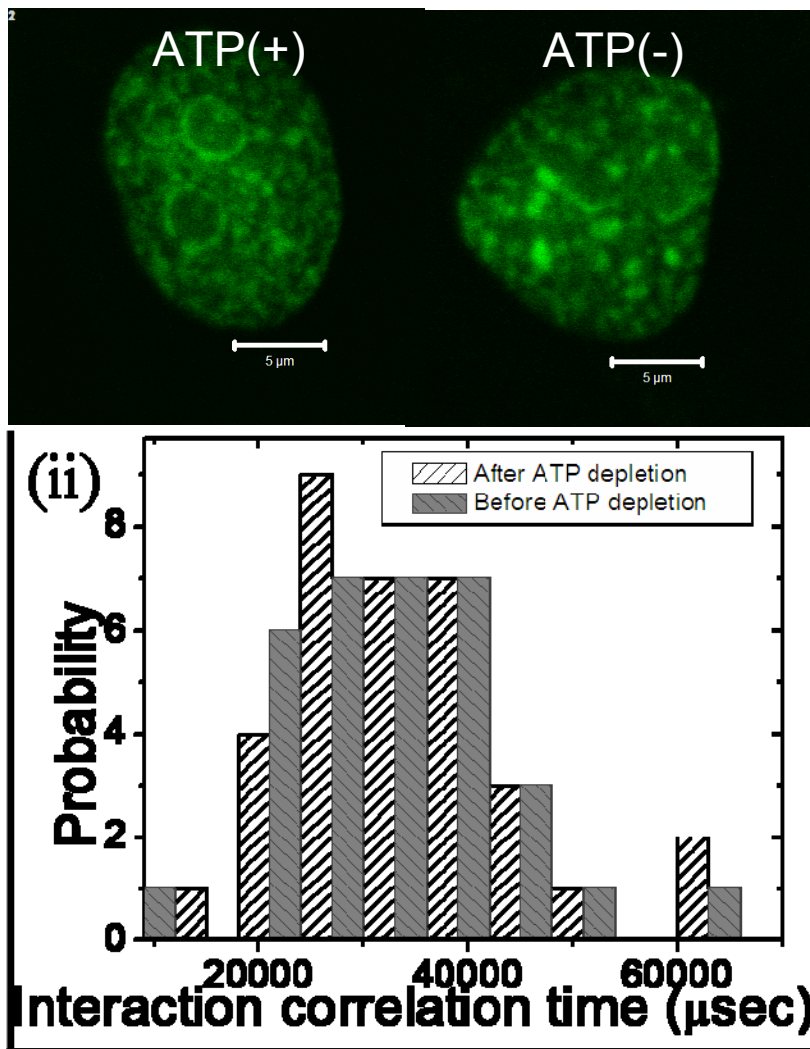 2
ATP(+)
ATP(-)
5 µm
5 µm
(ii)
After ATP depletion
Before ATP depletion
Probability
8
6
4
2
0
20000 40000 60000
Interaction correlation time (µsec)